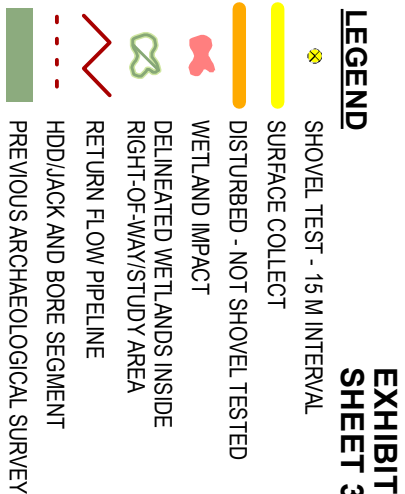 EXHIBIT
SHEET 3
LEGEND
SHOVEL TEST - 15 M INTERVAL
SURFACE COLLECT
DISTURBED - NOT SHOVEL TESTED
WETLAND IMPACT
DELINEATED WETLANDS INSIDE
RIGHT-OF-WAY/STUDY AREA
RETURN FLOW PIPELINE
HDD/JACK AND BORE SEGMENT
PREVIOUS ARCHAEOLOGICAL SURVEY